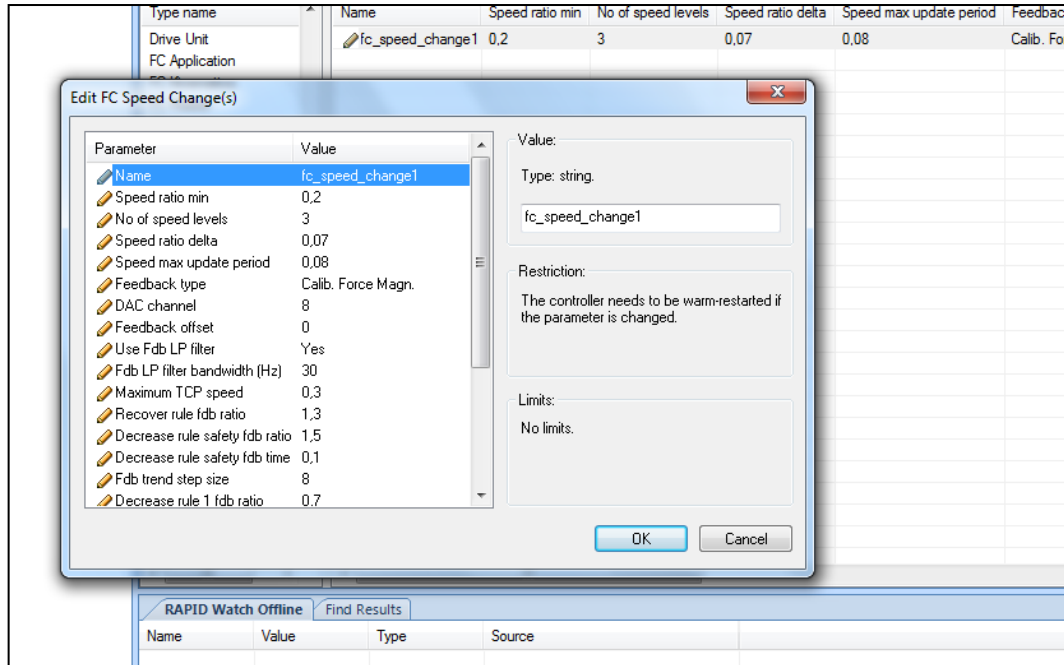 Type name Name Speed ratio min No of speed levels Speed ratio delta Speed max update period
Drive Unit fc_speed_change1 0,2 3 0,07 0,08 Calib.
FC Application
Edit FC Speed Change(s)
Parameter Value
Name fc_speed_change1
Speed ratio min 0,2
No of speed levels 3
Speed ratio delta 0,07
Speed max update period 0,08
Feedback type Calib. Force Magn.
DAC channel 8
Feedback offset 0
Use Fdb LP filter Yes
Fdb LP filter bandwidth (Hz) 30
Maximum TCP speed 0,3
Recover rule fdb ratio 1,3
Decrease rule safety fdb ratio 1,5
Decrease rule safety fdb time 0,1
Fdb trend step size 8
Decrease rule 1 fdb ratio 0.7
Value:
Type: string.
fc_speed_change1
Restriction:
The controller needs to be warm-restarted if
the parameter is changed.
Limits:
No limits.
OK Cancel
RAPID Watch Offline Find Results
Name Value Type Source